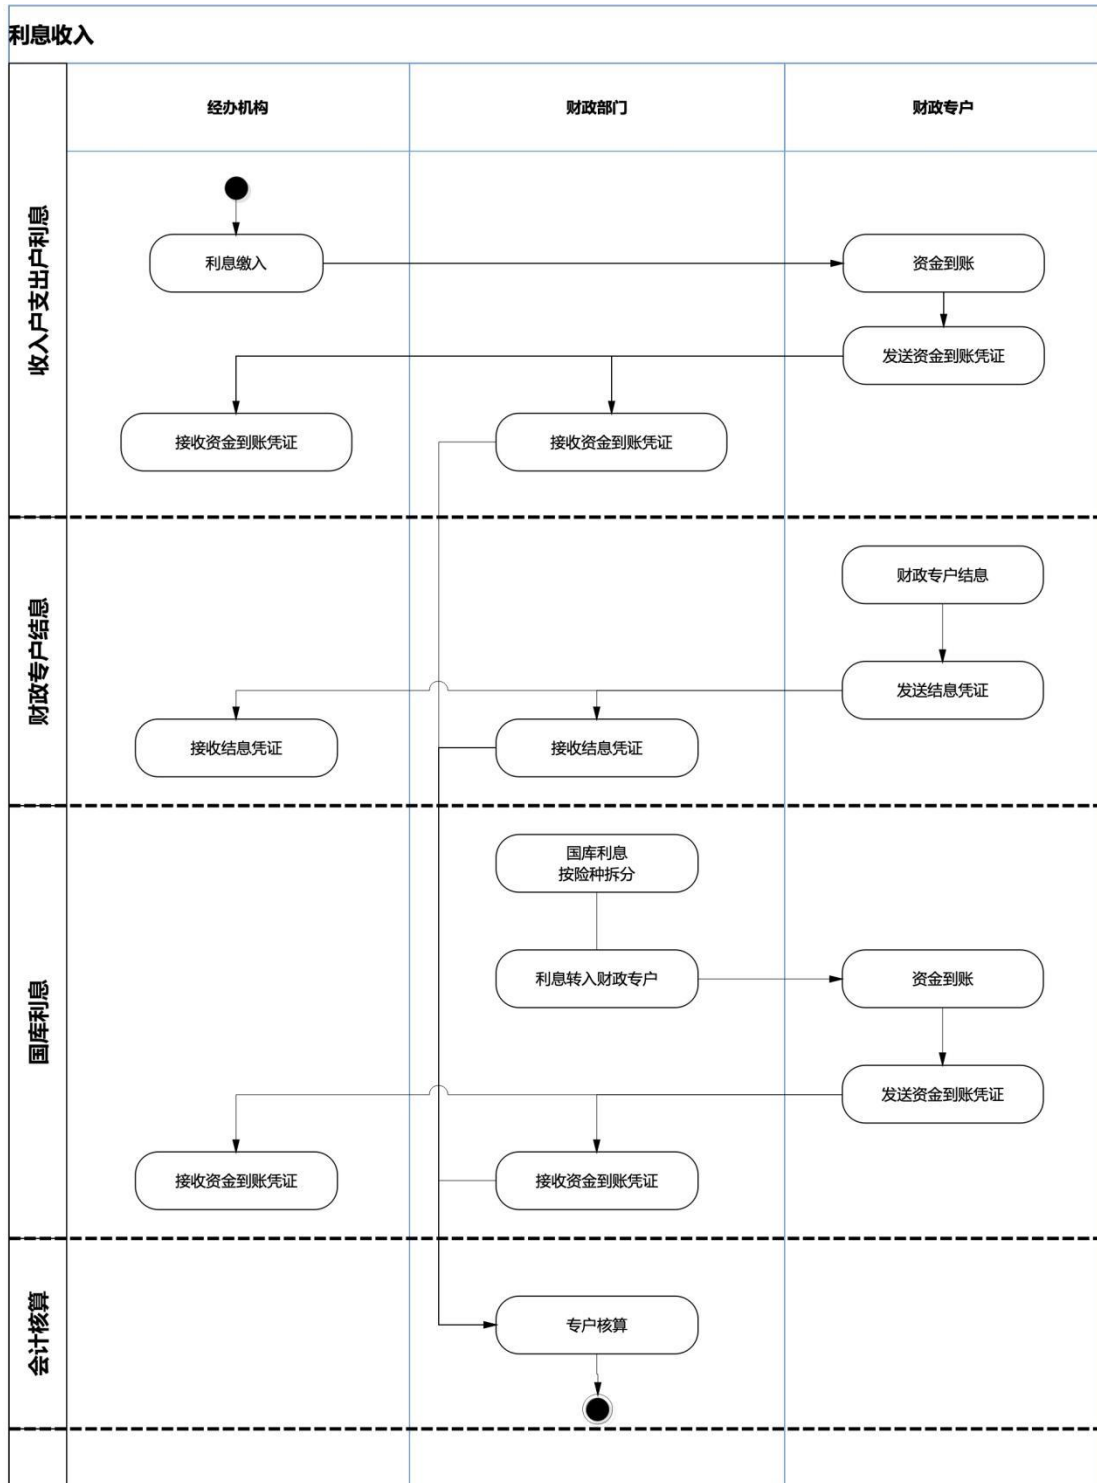 利息收入
经办机构
财政部门
财政专户
收入户支出户利息
利息缴入
资金到账
发送资金到账凭证
接收资金到账凭证
接收资金到账凭证
财政专户结息
财政专户结息
发送结息凭证
接收结息凭证
接收结息凭证
国库利息
国库利息
按险种拆分
利息转入财政专户
资金到账
发送资金到账凭证
接收资金到账凭证
接收资金到账凭证
会计核算
专户核算